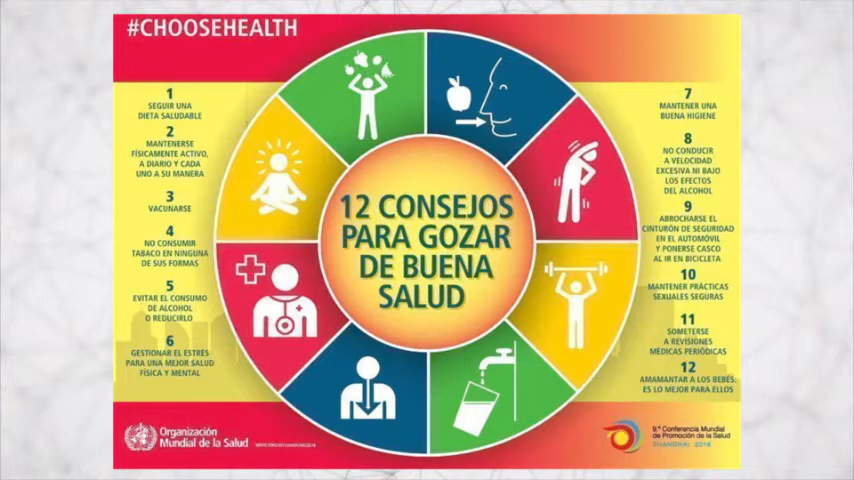 #CHOOSEHEALTH
1
SEGUIR UNA
DIETA SALUDABLE
2
MANTENERSE
FÍSICAMENTE ACTIVO,
A DIARIO Y CADA
UNO A SU MANERA
3
VACUNARSE
4
NO CONSUMIR
TABACO EN NINGUNA
DE SUS FORMAS
5
EVITAR EL CONSUMO
DE ALCOHOL
O REDUCIRLO
6
GESTIONAR EL ESTRÉS
PARA UNA MEJOR SALUD
FÍSICA Y MENTAL
12 CONSEJOS
PARA GOZAR
DE BUENA
SALUD
7
MANTENER UNA
BUENA HIGIENE
8
NO CONDUCIR
A VELOCIDAD
EXCESIVA NI BAJO
LOS EFECTOS
DEL ALCOHOL
9
ABROCHARSE EL
CINTURÓN DE SEGURIDAD
EN EL AUTOMÓVIL
Y PONERSE CASCO
AL IR EN BICICLETA
10
MANTENER PRÁCTICAS
SEXUALES SEGURAS
11
SOMETERSE
A REVISIONES
MÉDICAS PERIÓDICAS
12
AMAMANTAR A LOS BEBÉS:
ES LO MEJOR PARA ELLOS
Organización
Mundial de la Salud
9.ª Conferencia Mundial
de Promoción de la Salud
SHANGHAI 2016